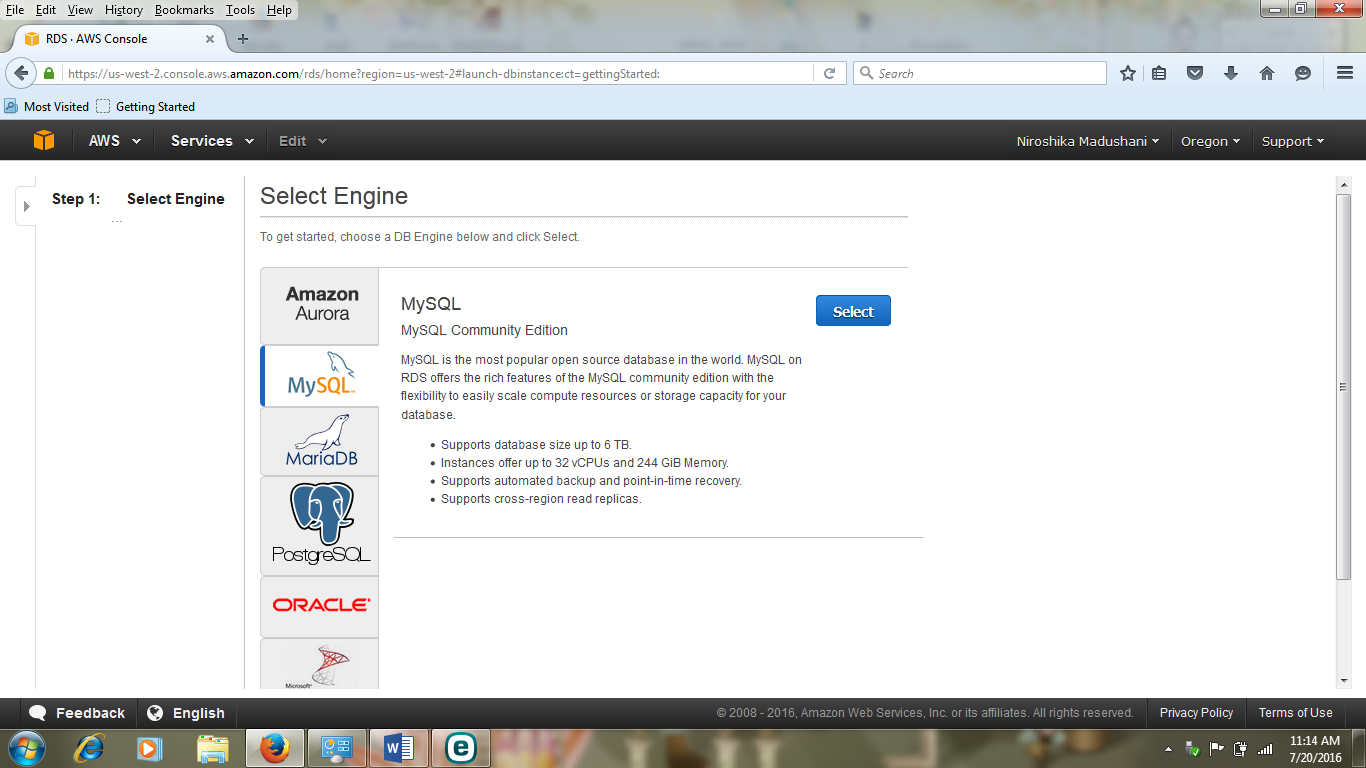 File Edit View History Bookmarks Tools Help
RDS · AWS Console
https://us-west-2.console.aws.amazon.com/rds/home?region=us-west-2#launch-dbinstance:ct=gettingStarted:
Search
Most Visited Getting Started
AWS Services Edit Niroshika Madushani Oregon Support
Step 1: Select Engine
...
Select Engine
To get started, choose a DB Engine below and click Select.
Amazon
Aurora
MySQL
MariaDB
PostgreSQL
ORACLE
Microsoft
MySQL
Select
MySQL Community Edition
MySQL is the most popular open source database in the world. MySQL on
RDS offers the rich features of the MySQL community edition with the
flexibility to easily scale compute resources or storage capacity for your
database.
• Supports database size up to 6 TB.
• Instances offer up to 32 vCPUs and 244 GiB Memory.
• Supports automated backup and point-in-time recovery.
• Supports cross-region read replicas.
Feedback English © 2008 - 2016, Amazon Web Services, Inc. or its affiliates. All rights reserved. Privacy Policy Terms of Use
11:14 AM
7/20/2016